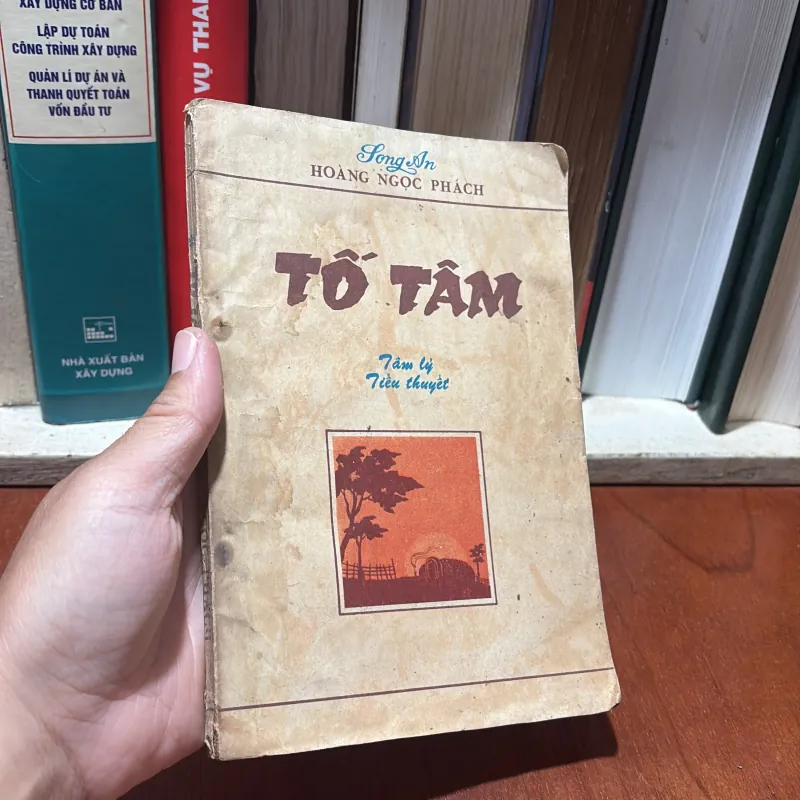 XÂY DỰNG CƠ BẢN
LẬP DỰ TOÁN
CÔNG TRÌNH XÂY DỰNG
QUẢN LÍ DỰ ÁN VÀ
THANH QUYẾT TOÁN
VỐN ĐẦU TƯ
NHÀ XUẤT BẢN
XÂY DỰNG
VỤ
Song An
HOÀNG NGỌC PHÁCH
TỐ TÂM
Tâm lý
Tiểu thuyết